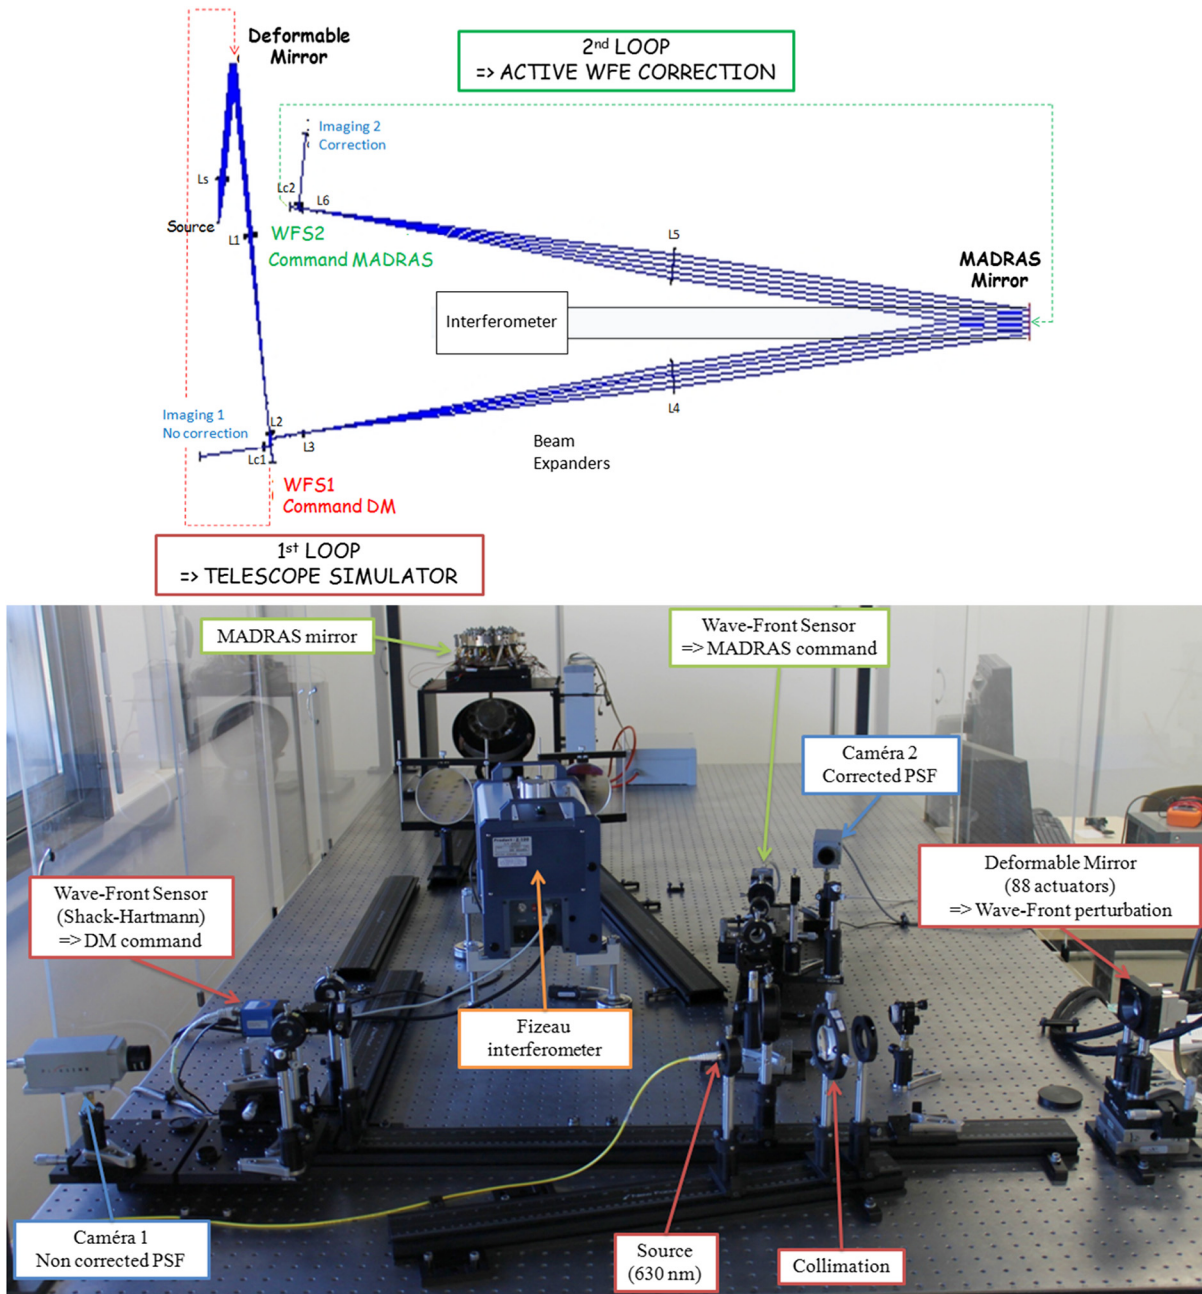 Deformable
Mirror
2nd LOOP
=> ACTIVE WFE CORRECTION
Imaging 2
Correction
Ls
Lc2
L6
Source
L1
WFS2
Command MADRAS
L5
MADRAS
Mirror
Interferometer
Imaging 1
No correction
L2
L3
Lc1
L4
Beam
Expanders
WFS1
Command DM
1st LOOP
=> TELESCOPE SIMULATOR
MADRAS mirror
Wave-Front Sensor
=> MADRAS command
Caméra 2
Corrected PSF
Wave-Front Sensor
(Shack-Hartmann)
=> DM command
Deformable Mirror
(88 actuators)
=> Wave-Front perturbation
Fizeau
interferometer
Caméra 1
Non corrected PSF
Source
(630 nm)
Collimation